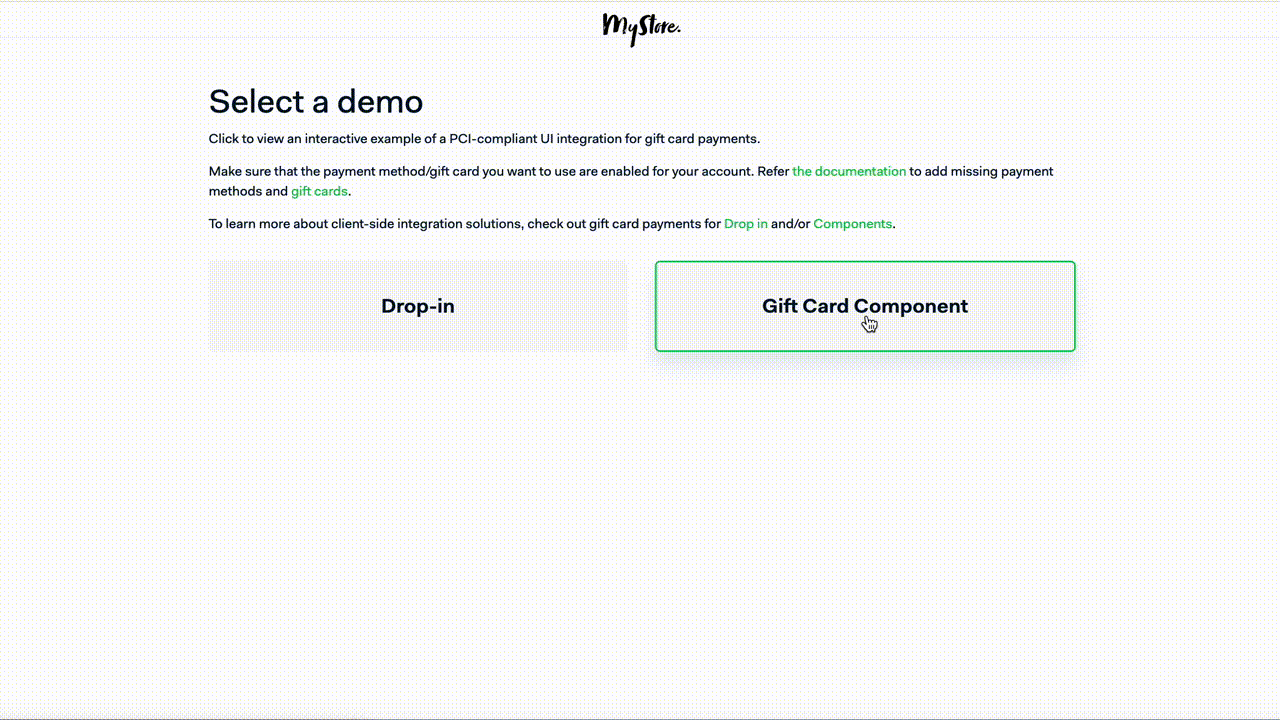 MyStore.
Select a demo
Click to view an interactive example of a PCI-compliant UI integration for gift card payments.
Make sure that the payment method/gift card you want to use are enabled for your account. Refer the documentation to add missing payment
methods and gift cards.
To learn more about client-side integration solutions, check out gift card payments for Drop in and/or Components.
Drop-in
Gift Card Component